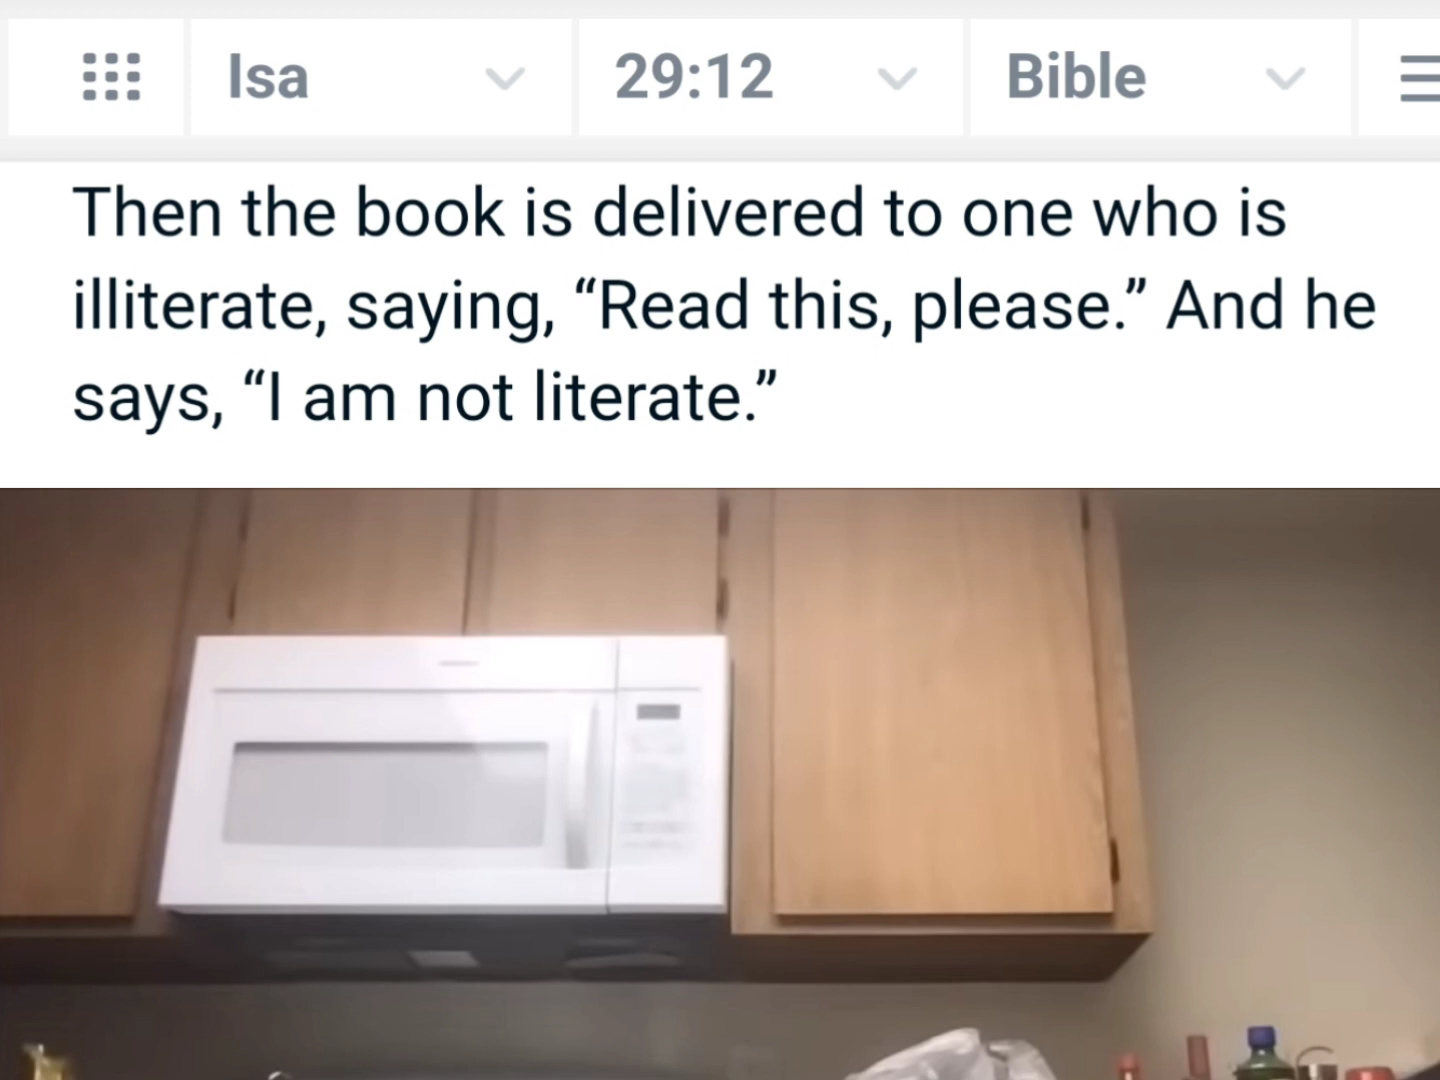 Isa
29:12
Bible
Then the book is delivered to one who is
illiterate, saying, “Read this, please.” And he
says, “I am not literate.”